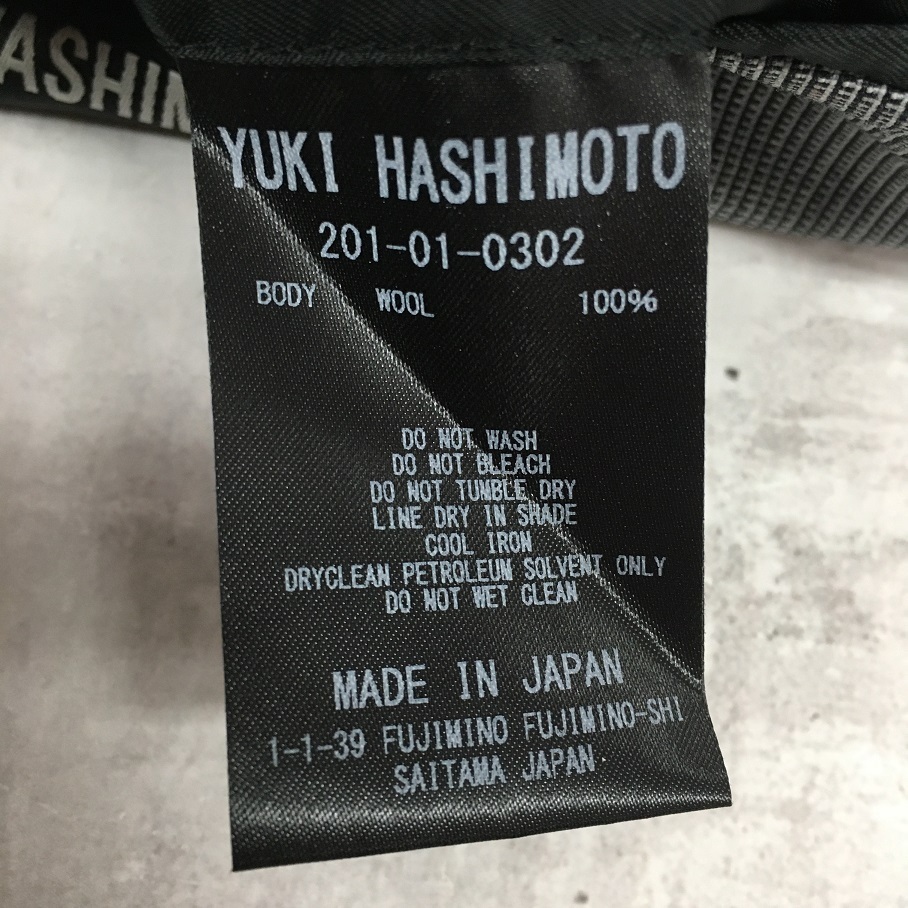 ASHIM
YUKI HASHIMOTO
201-01-0302
BODY WOOL 100%
DO NOT WASH
DO NOT BLEACH
DO NOT TUMBLE DRY
LINE DRY IN SHADE
COOL IRON
DRYCLEAN PETROLEUM SOLVENT ONLY
DO NOT WET CLEAN
MADE IN JAPAN
1-1-39 FUJIMINO FUJIMINO-SHI
SAITAMA JAPAN